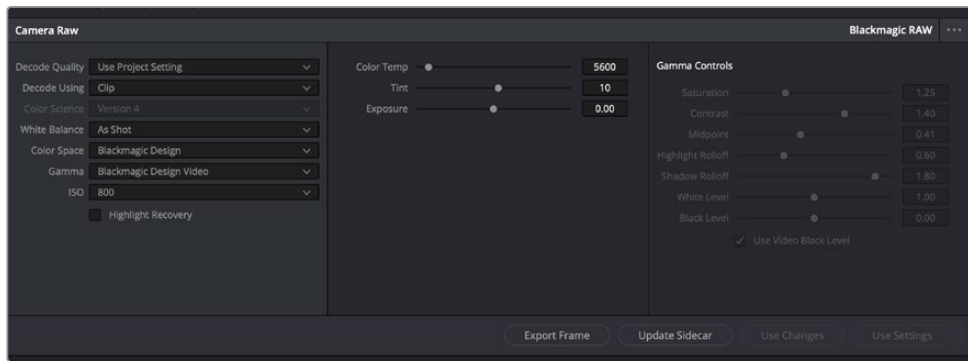 Camera Raw
Blackmagic RAW
Decode Quality Use Project Setting
Decode Using Clip
Color Science Version 4
White Balance As Shot
Color Space Blackmagic Design
Gamma Blackmagic Design Video
ISO 800
Highlight Recovery
Color Temp 5600
Tint 10
Exposure 0.00
Gamma Controls
Saturation 1.25
Contrast 1.40
Midpoint 0.41
Highlight Rolloff 0.60
Shadow Rolloff 1.80
White Level 1.00
Black Level 0.00
Use Video Black Level
Export Frame Update Sidecar Use Changes Use Settings